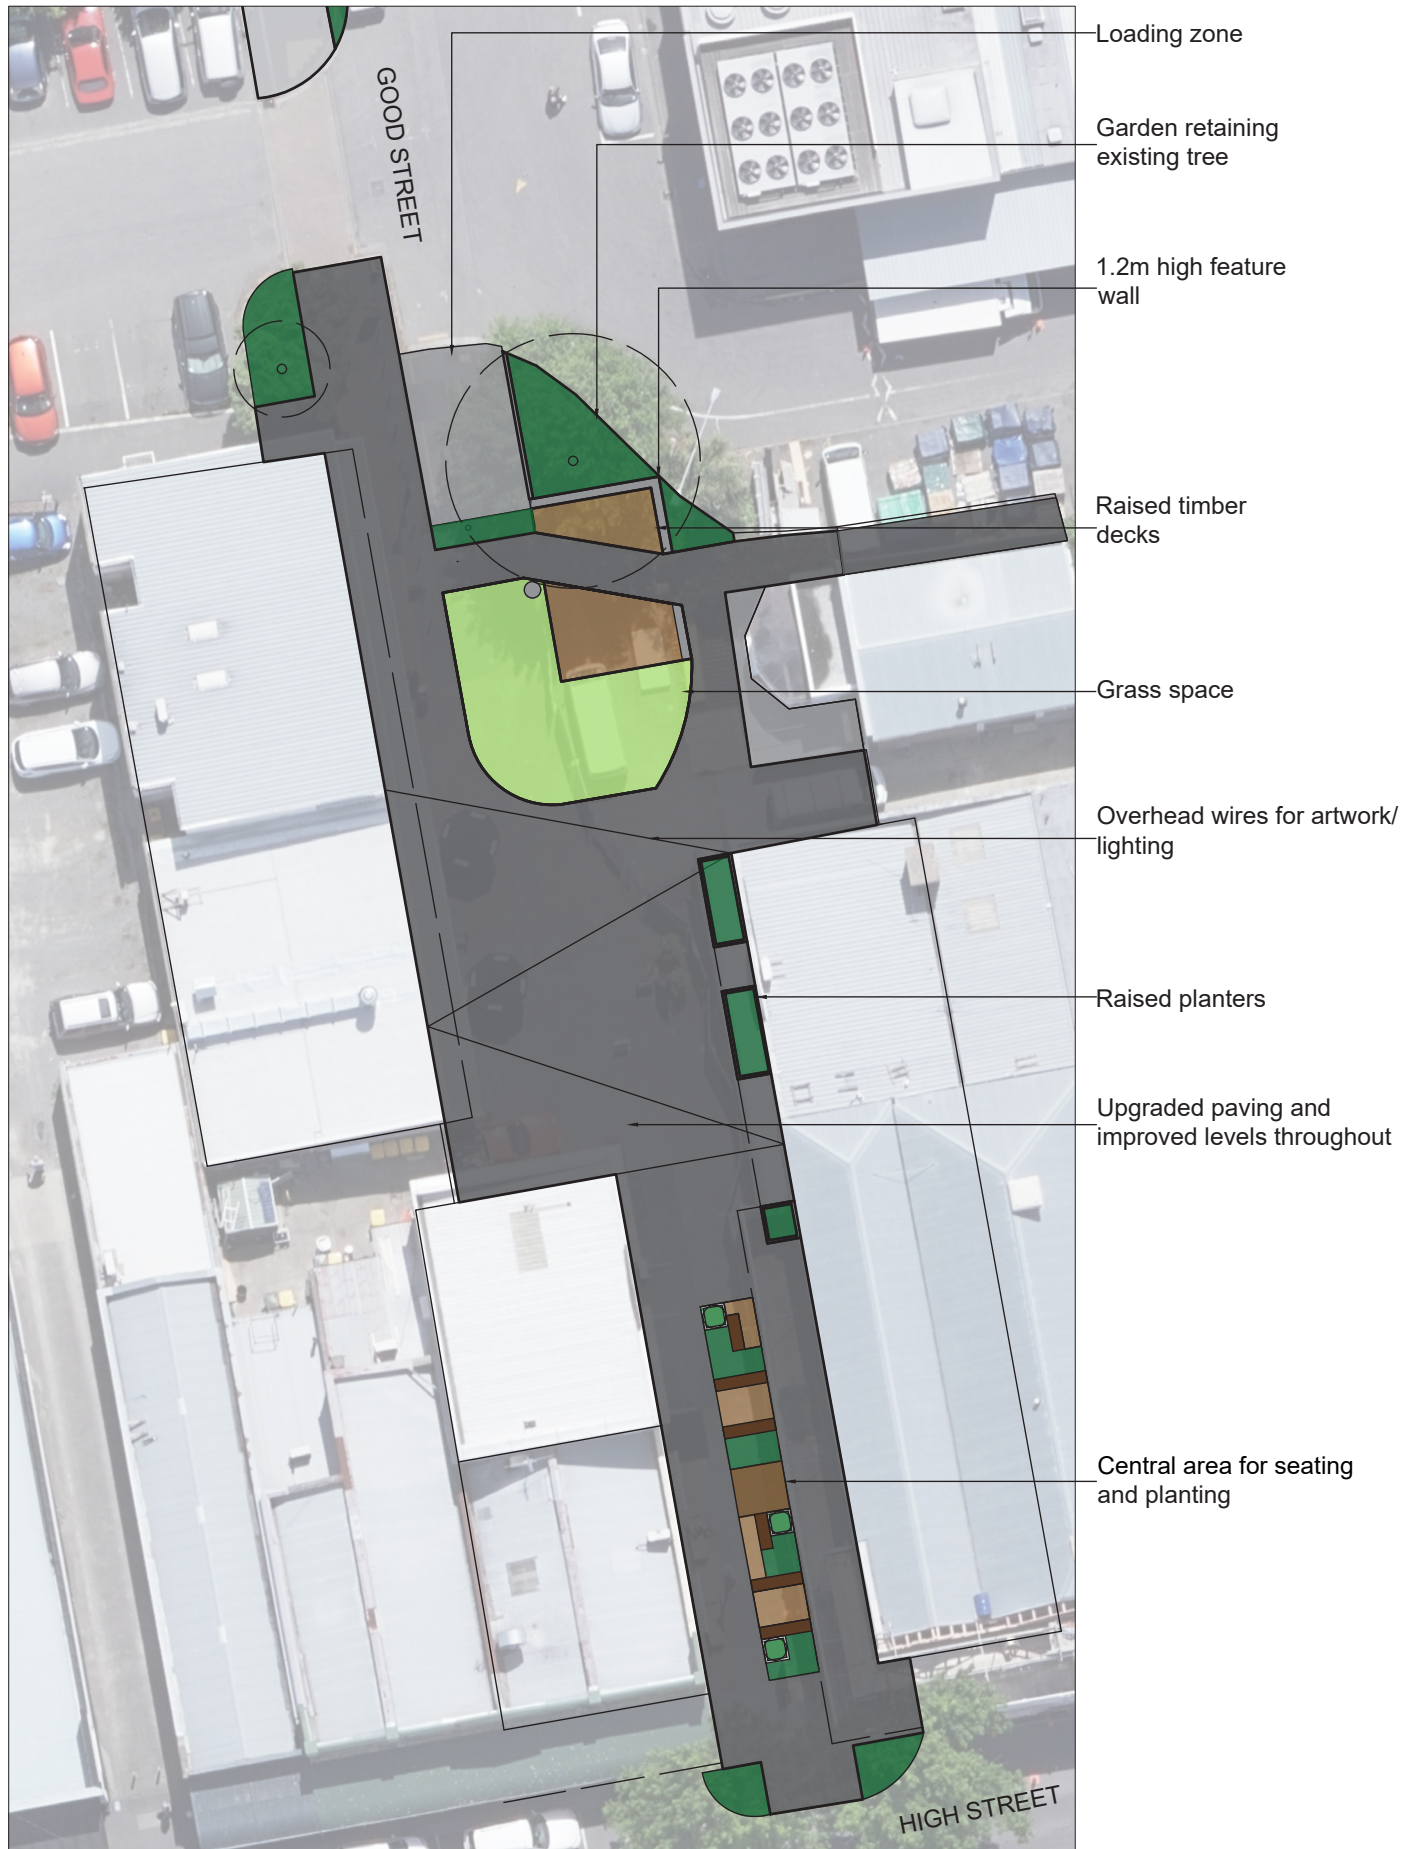 Loading zone
GOOD STREET
Garden retaining
existing tree
1.2m high feature
wall
Raised timber
decks
Grass space
Overhead wires for artwork/
lighting
Raised planters
Upgraded paving and
improved levels throughout
Central area for seating
and planting
HIGH STREET